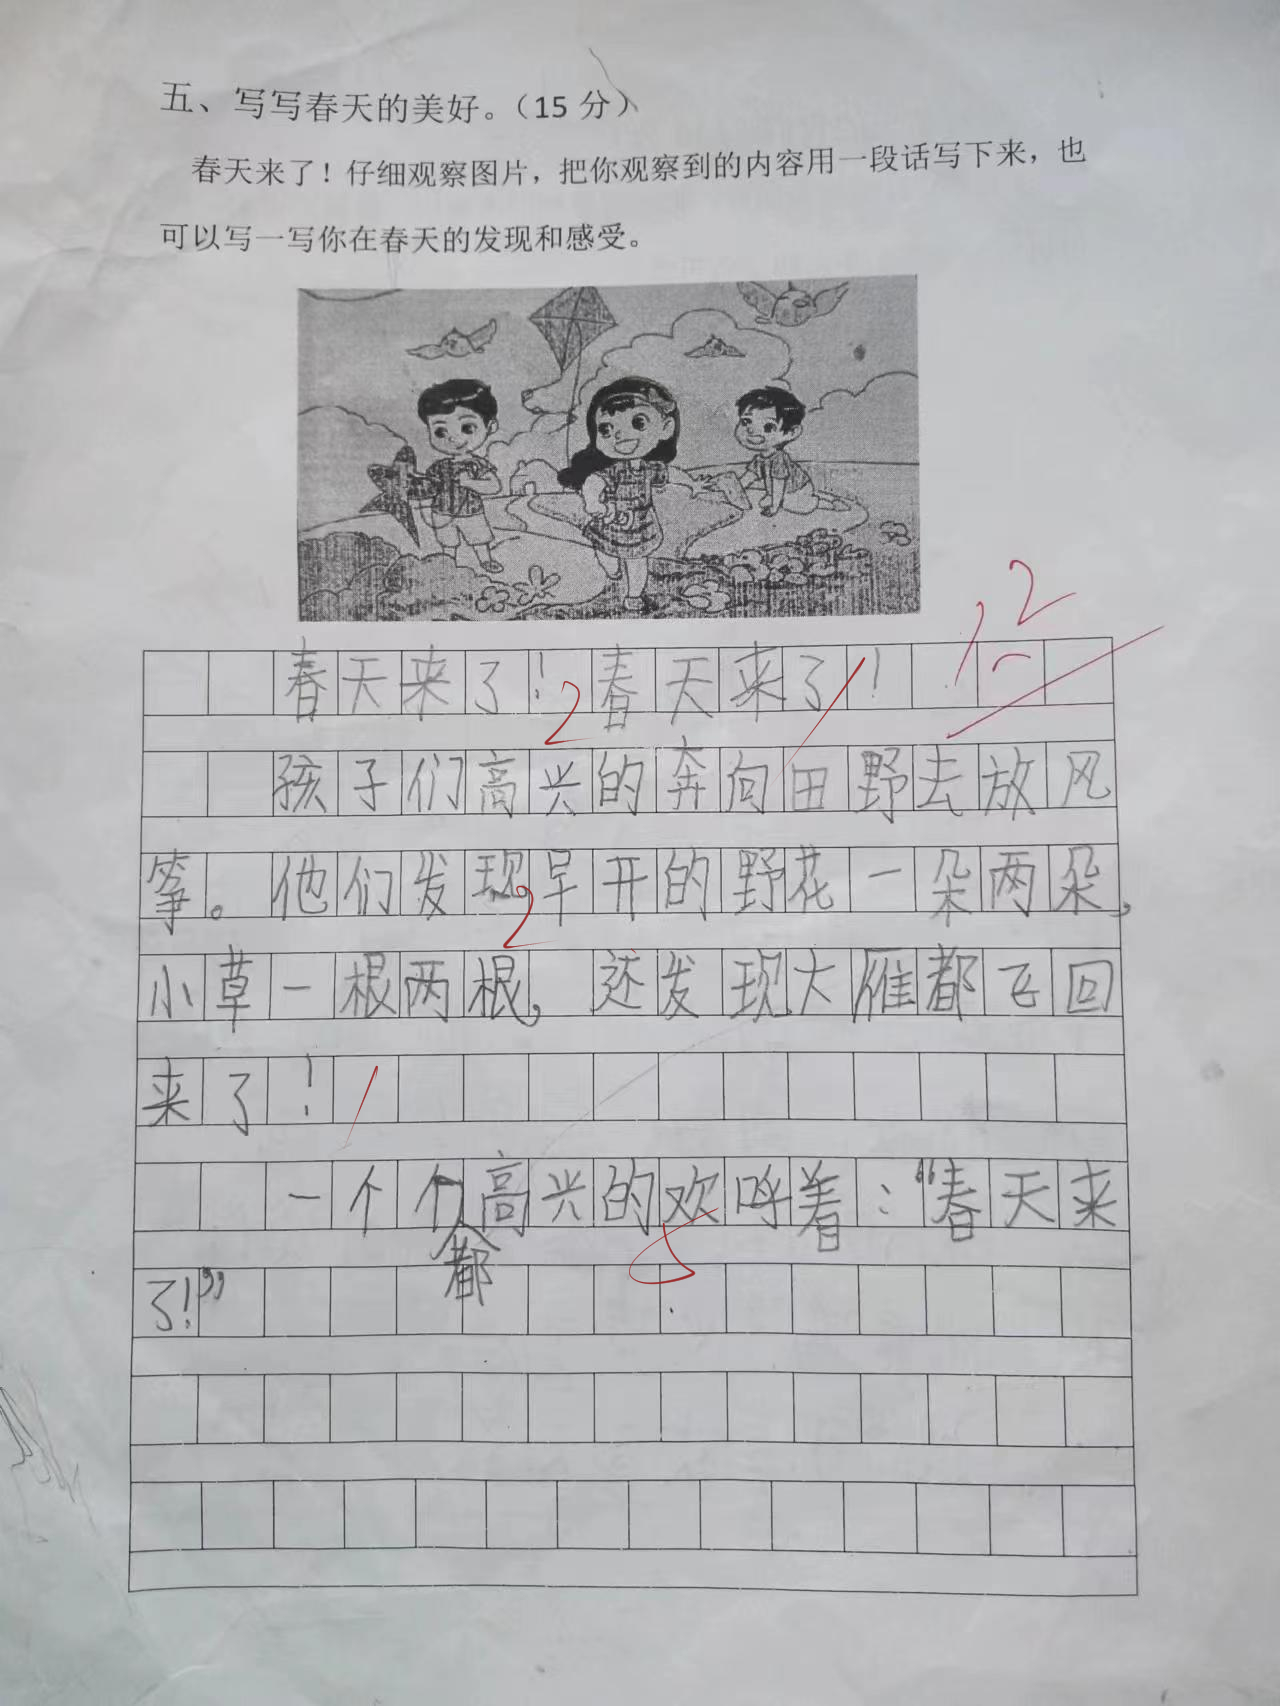 五、写写春天的美好。（15 分）
春天来了！仔细观察图片，把你观察到的内容用一段话写下来，也
可以写一写你在春天的发现和感受。
12
春天来了！春天来了！
2
孩子们高兴的奔向田野去放风
筝。他们发现早开的野花一朵两朵，
2
小草一根两根，还发现大雁都飞回
来了！
1
一个个高兴的欢呼着：“春天来
都
5
了！”